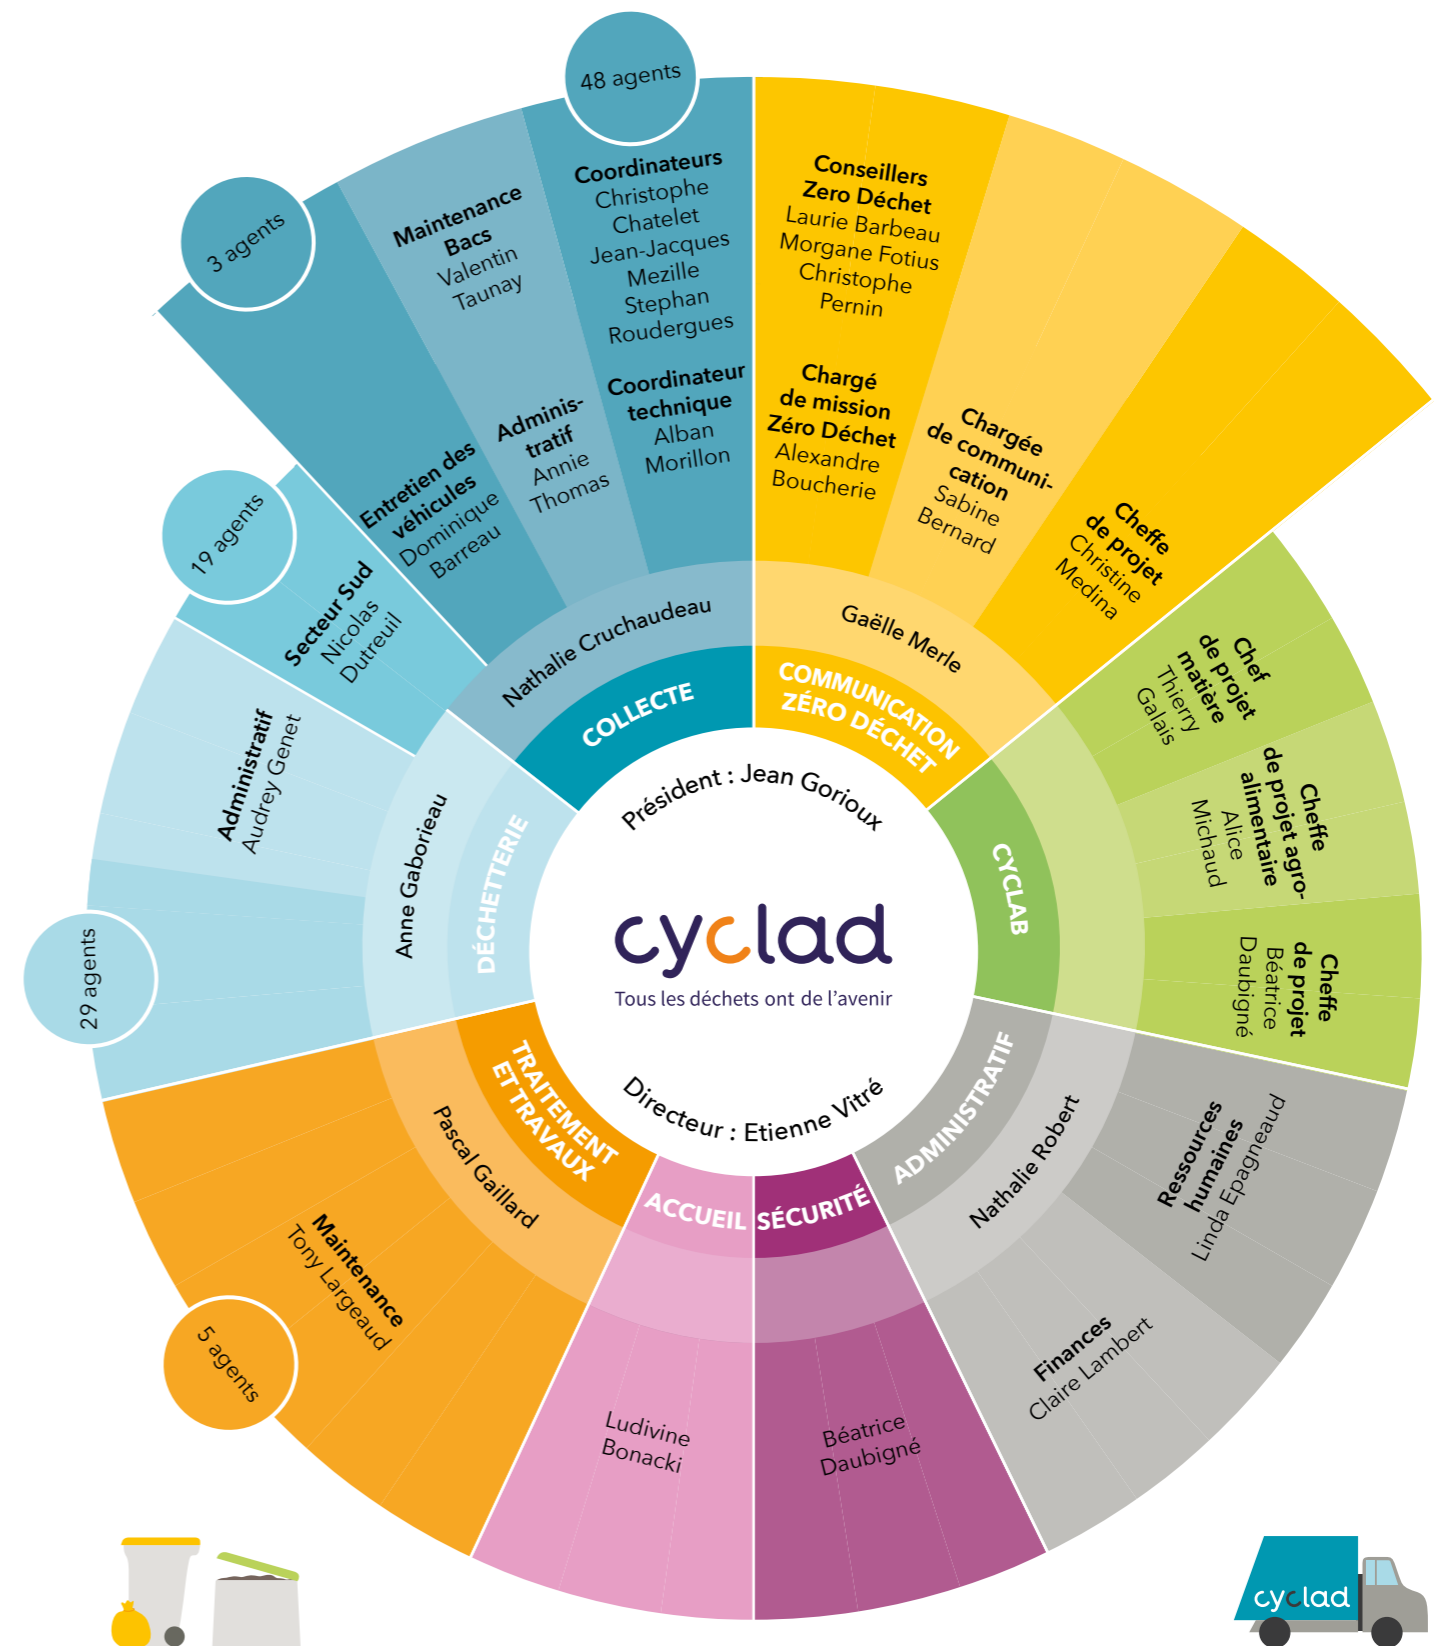 48 agents
3 agents
19 agents
29 agents
5 agents
Coordinateurs
Christophe
Chatelet
Jean-Jacques
Mezille
Stephan
Roudergues
Coordinateur
technique
Alban
Morillon
Maintenance
Bacs
Valentin
Taunay
Adminis-
tratif
Annie
Thomas
Entretien des
véhicules
Dominique
Barreau
Nathalie Cruchaudeau
COLLECTE
Conseillers
Zero Déchet
Laurie Barbeau
Morgane Fotius
Christophe
Pernin
Chargé
de mission
Zéro Déchet
Alexandre
Boucherie
Chargée
de communi-
cation
Sabine
Bernard
Cheffe
de projet
Christine
Medina
Gaëlle Merle
COMMUNICATION
ZÉRO DÉCHET
Chef
de projet
matière
Thierry
Galais
Cheffe
de projet agro-
alimentaire
Alice
Michaud
Cheffe
de projet
Béatrice
Daubigné
CYCLAB
Ressources
humaines
Linda Epagneaud
Finances
Claire Lambert
Nathalie Robert
ADMINISTRATIF
SÉCURITÉ
Béatrice
Daubigné
ACCUEIL
Ludivine
Bonacki
TRAITEMENT
ET TRAVAUX
Pascal Gaillard
Maintenance
Tony Largeaud
DÉCHETTERIE
Anne Gaborieau
Administratif
Audrey Genet
Secteur Sud
Nicolas
Dutreuil
Président : Jean Gorioux
cyclad
Tous les déchets ont de l'avenir
Directeur : Etienne Vitré
cyclad